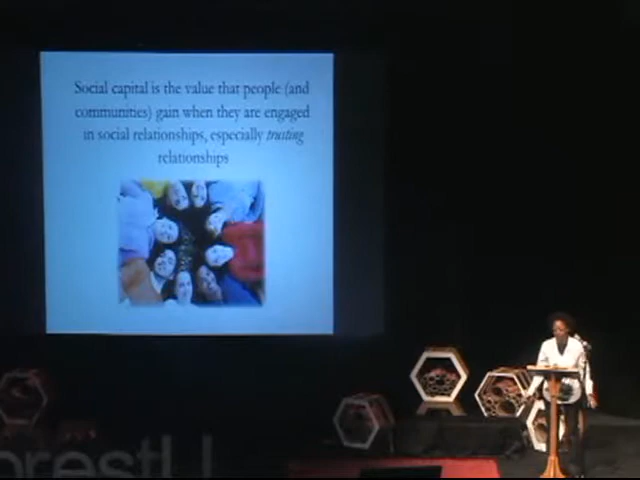 Social capital is the value that people (and
communities) gain when they are engaged
in social relationships, especially trusting
relationships
orestU